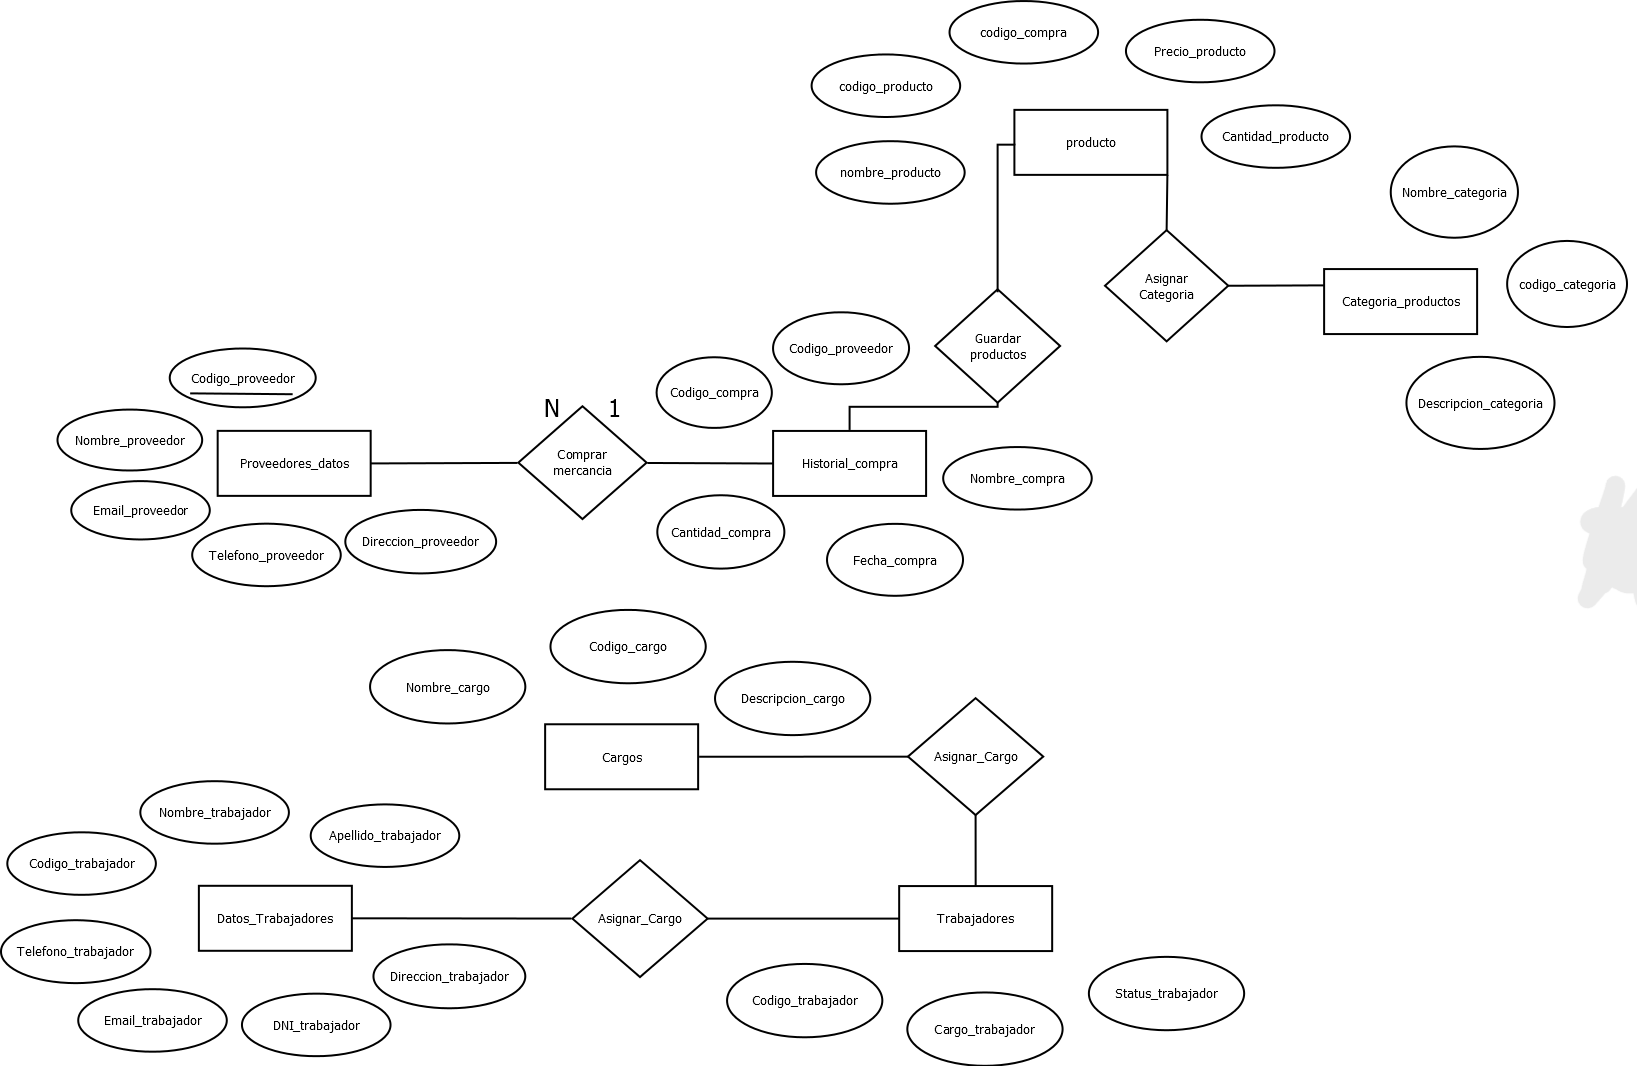 codigo_compra
Precio_producto
codigo_producto
producto
Cantidad_producto
nombre_producto
Nombre_categoria
Asignar
Categoria
codigo_categoria
Categoria_productos
Guardar
productos
Codigo_proveedor
Codigo_proveedor
Codigo_compra
Descripcion_categoria
N
1
Nombre_proveedor
Proveedores_datos
Comprar
mercancia
Historial_compra
Nombre_compra
Email_proveedor
Cantidad_compra
Direccion_proveedor
Telefono_proveedor
Fecha_compra
Codigo_cargo
Nombre_cargo
Descripcion_cargo
Cargos
Asignar_Cargo
Nombre_trabajador
Apellido_trabajador
Codigo_trabajador
Datos_Trabajadores
Asignar_Cargo
Trabajadores
Telefono_trabajador
Direccion_trabajador
Email_trabajador
DNI_trabajador
Codigo_trabajador
Cargo_trabajador
Status_trabajador